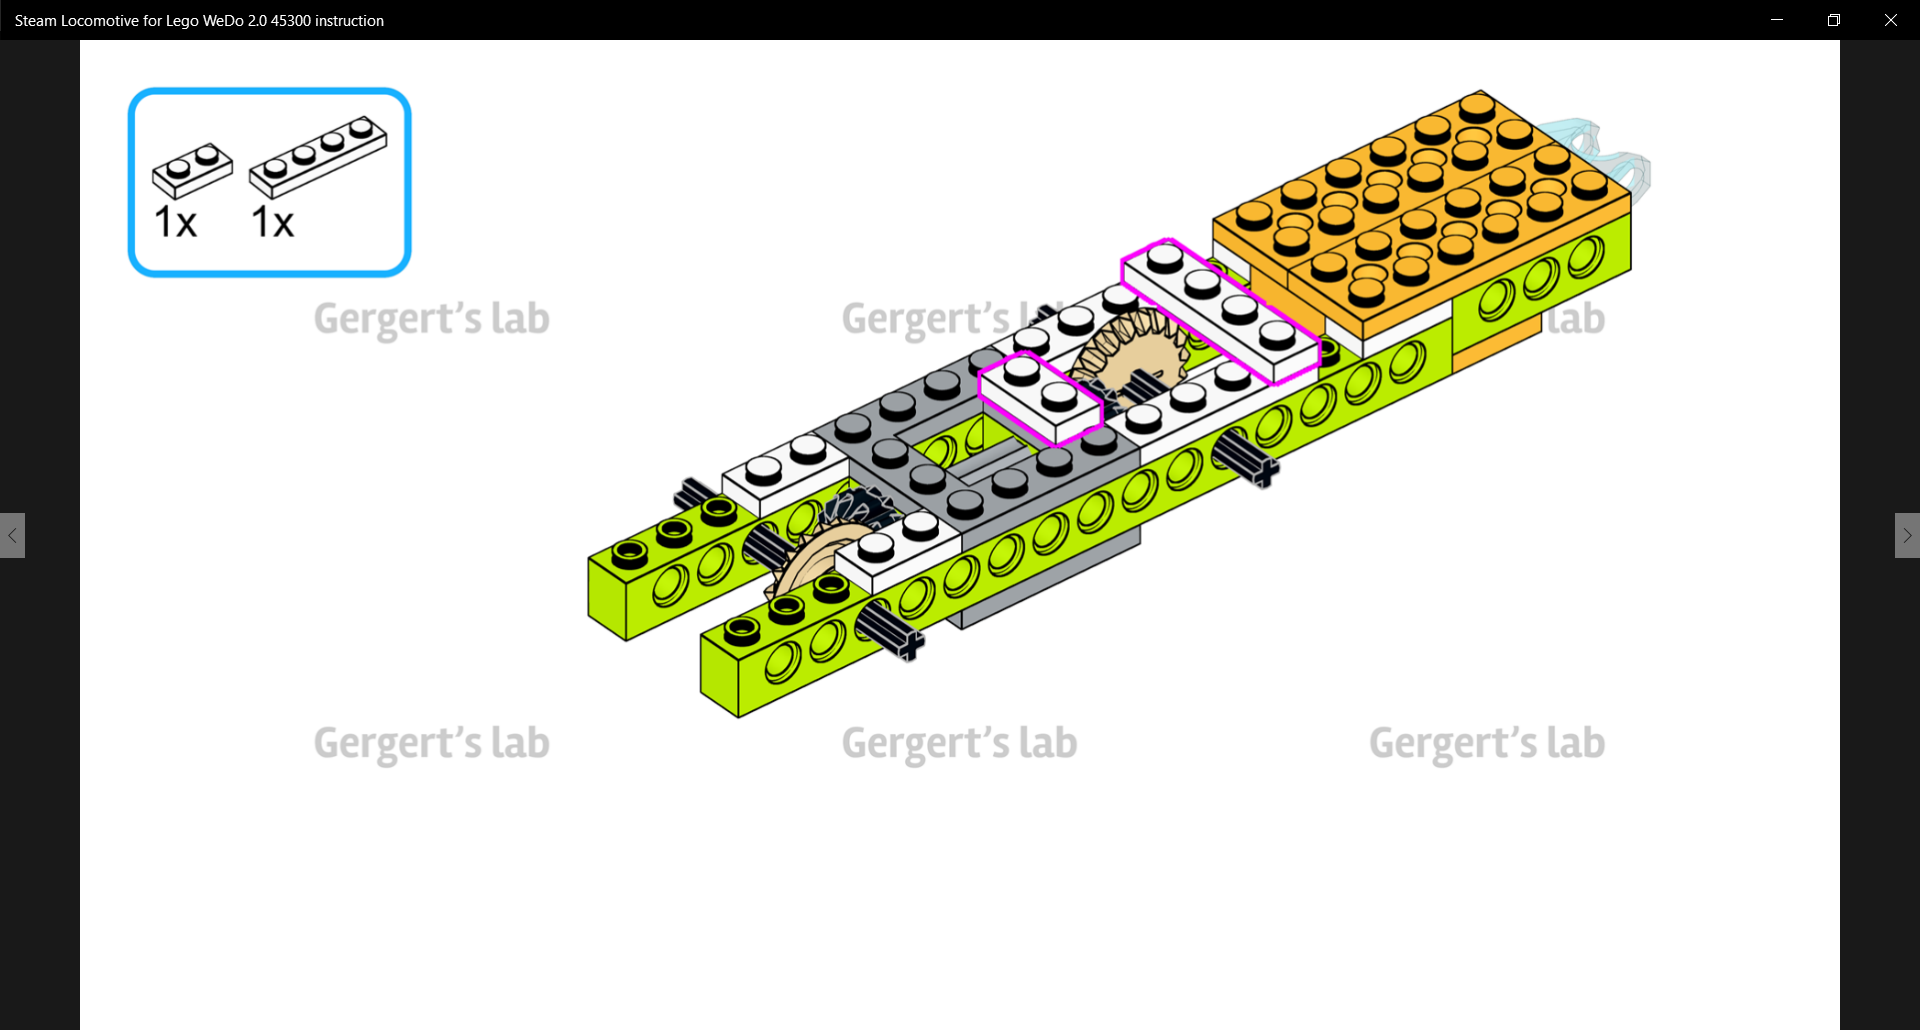 Steam Locomotive for Lego WeDo 2.0 45300 instruction
1x 1x
Gergert's lab Gergert's lab lab
Gergert's lab Gergert's lab Gergert's lab